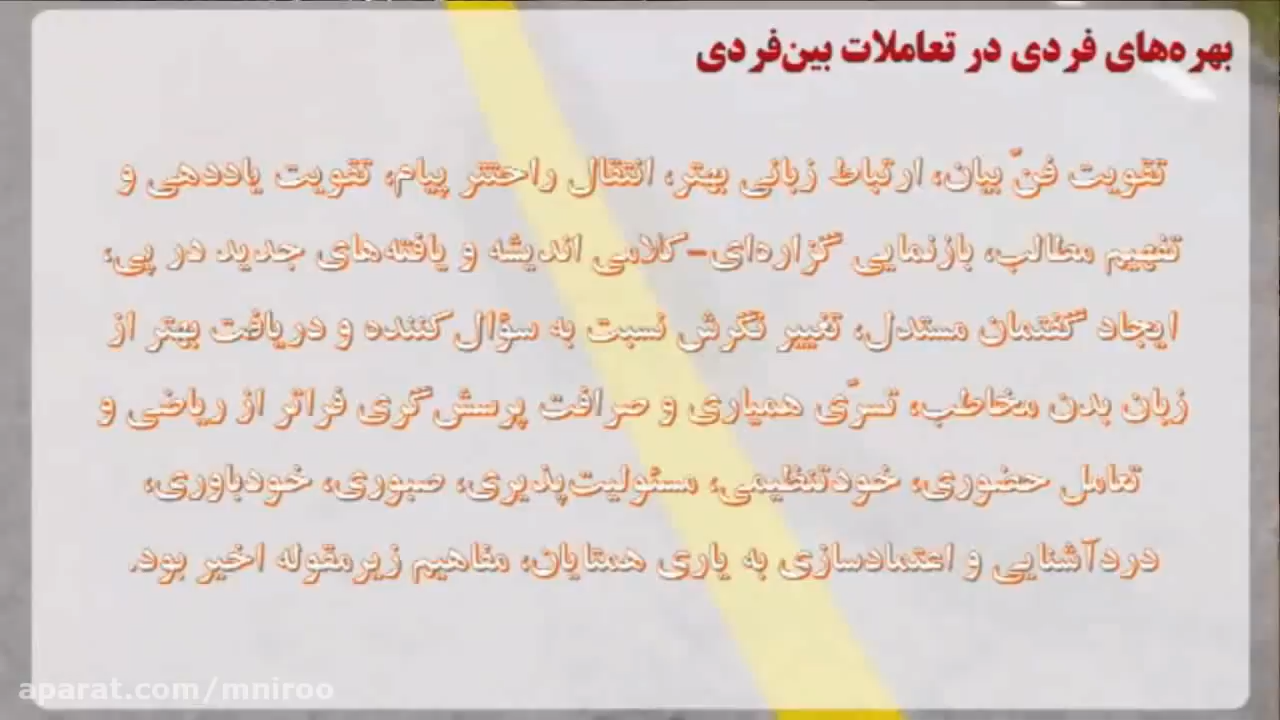 بهره‌های فردی در تعاملات بین‌فردی
تقویت فنّ بیان، ارتباط زبانی بهتر، انتقال راحت‌تر پیام، تقویت یاددهی و
تفهیم مطالب، بازنمایی گزاره‌ای-کلامی اندیشه و یافته‌های جدید در پی،
ایجاد گفتمان مستدل، تغییر نگرش نسبت به سؤال‌کننده و دریافت بهتر از
زبان بدن مخاطب، تسرّی همیاری و صرافت پرسش‌گری فراتر از ریاضی و
تعامل حضوری، خودتنظیمی، مسئولیت‌پذیری، صبوری، خودباوری،
دردآشنایی و اعتمادسازی به یاری همتایان، مفاهیم زیرمقوله اخیر بود.
aparat.com/mniroo